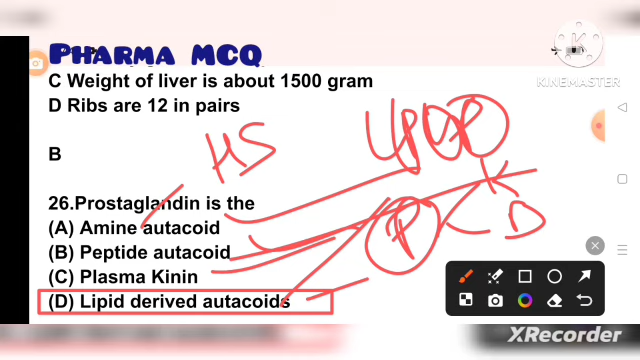 PHARMA MCQ
K
KINEMASTER
C Weight of liver is about 1500 gram
D Ribs are 12 in pairs
HS
B
K
26.Prostaglandin is the
(A) Amine autacoid
P
D
(B) Peptide autacoid
(C) Plasma Kinin
(D) Lipid derived autacoids
XRecorder